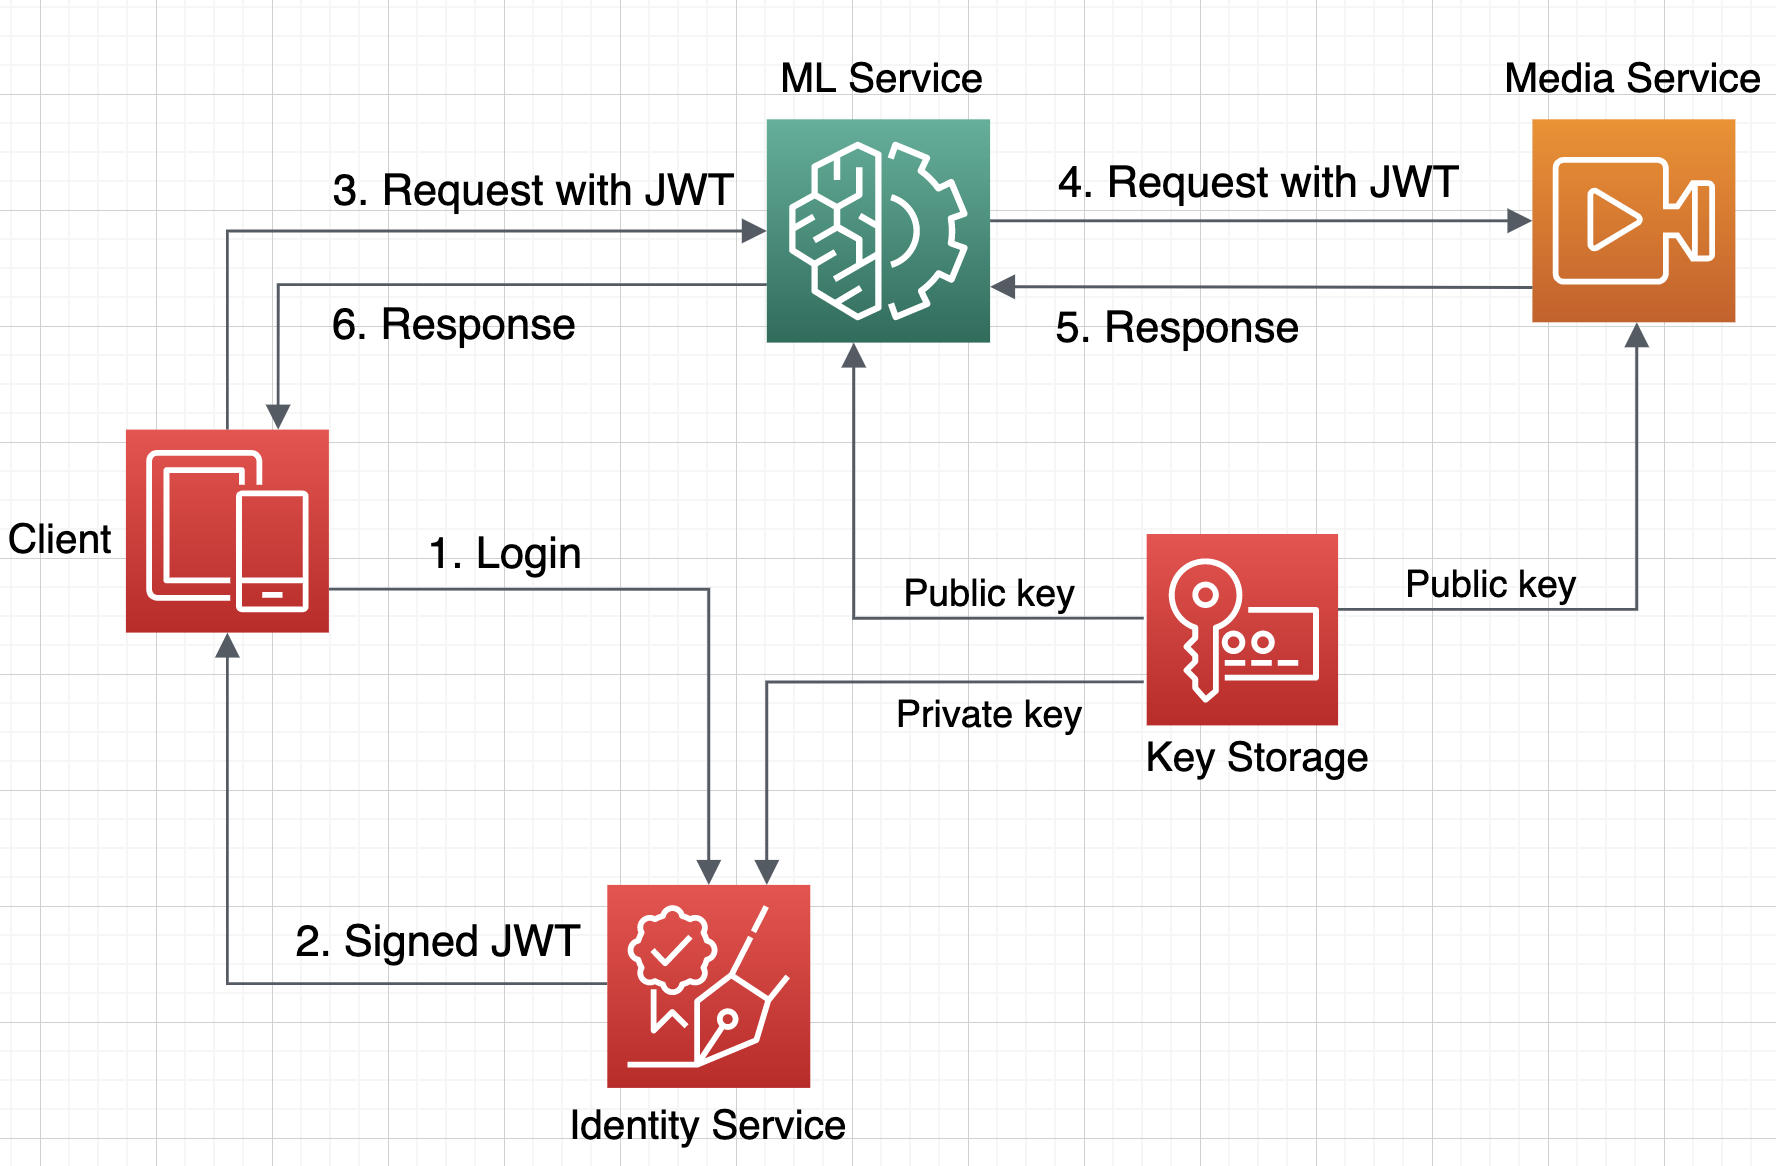 ML Service
Media Service
3. Request with JWT
4. Request with JWT
6. Response
5. Response
Client
1. Login
Public key
Public key
Private key
Key Storage
2. Signed JWT
Identity Service